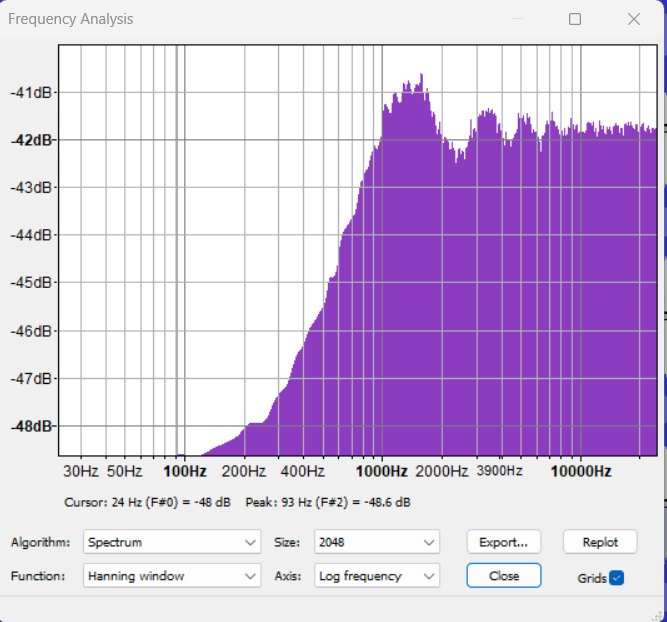 Frequency Analysis
-41dB
-42dB
-43dB
-44dB
-45dB
-46dB
-47dB
-48dB
30Hz 50Hz 100Hz 200Hz 400Hz 1000Hz 2000Hz 3900Hz 10000Hz
Cursor: 24 Hz (F#0) = -48 dB Peak: 93 Hz (F#2) = -48.6 dB
Algorithm: Spectrum Size: 2048 Export... Replot
Function: Hanning window Axis: Log frequency Close Grids